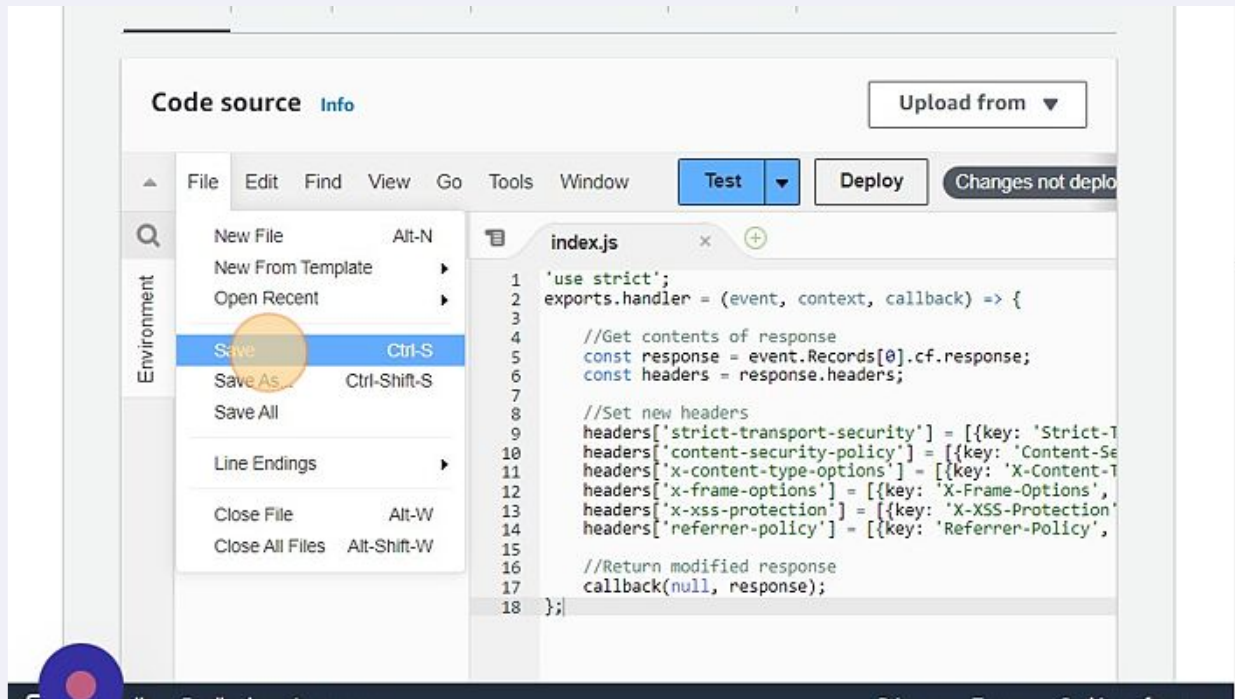 Code source Info
Upload from ▼
File Edit Find View Go Tools Window Test Deploy Changes not deplo
New File Alt-N
New From Template
Open Recent
Save Ctrl-S
Save As... Ctrl-Shift-S
Save All
Line Endings
Close File Alt-W
Close All Files Alt-Shift-W
Environment
index.js ×
1 'use strict';
2 exports.handler = (event, context, callback) => {
3
4 //Get contents of response
5 const response = event.Records[0].cf.response;
6 const headers = response.headers;
7
8 //Set new headers
9 headers['strict-transport-security'] = [{key: 'Strict-T
10 headers['content-security-policy'] = [{key: 'Content-Se
11 headers['x-content-type-options'] = [{key: 'X-Content-T
12 headers['x-frame-options'] = [{key: 'X-Frame-Options',
13 headers['x-xss-protection'] = [{key: 'X-XSS-Protection'
14 headers['referrer-policy'] = [{key: 'Referrer-Policy',
15
16 //Return modified response
17 callback(null, response);
18 };